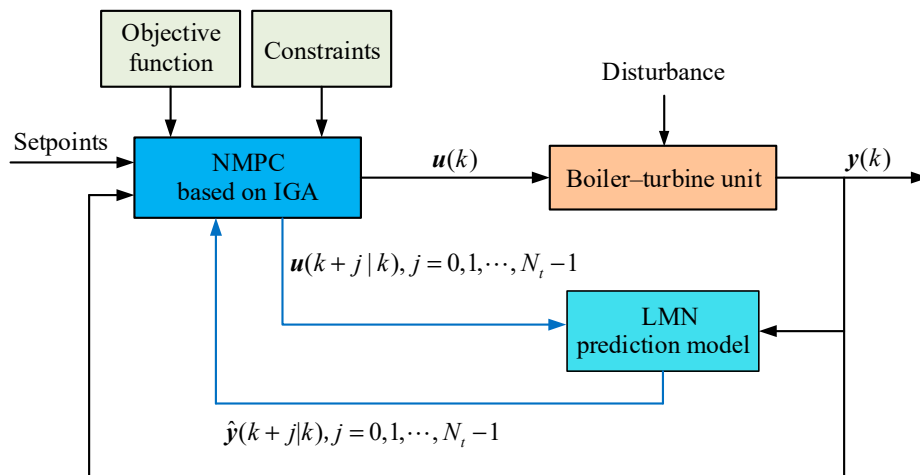 Objective
function
Constraints
Disturbance
Setpoints
NMPC
based on IGA
u(k)
Boiler–turbine unit
y(k)
u(k + j | k), j = 0,1,⋯, N_t −1
LMN
prediction model
ŷ(k + j|k), j = 0,1,⋯, N_t −1